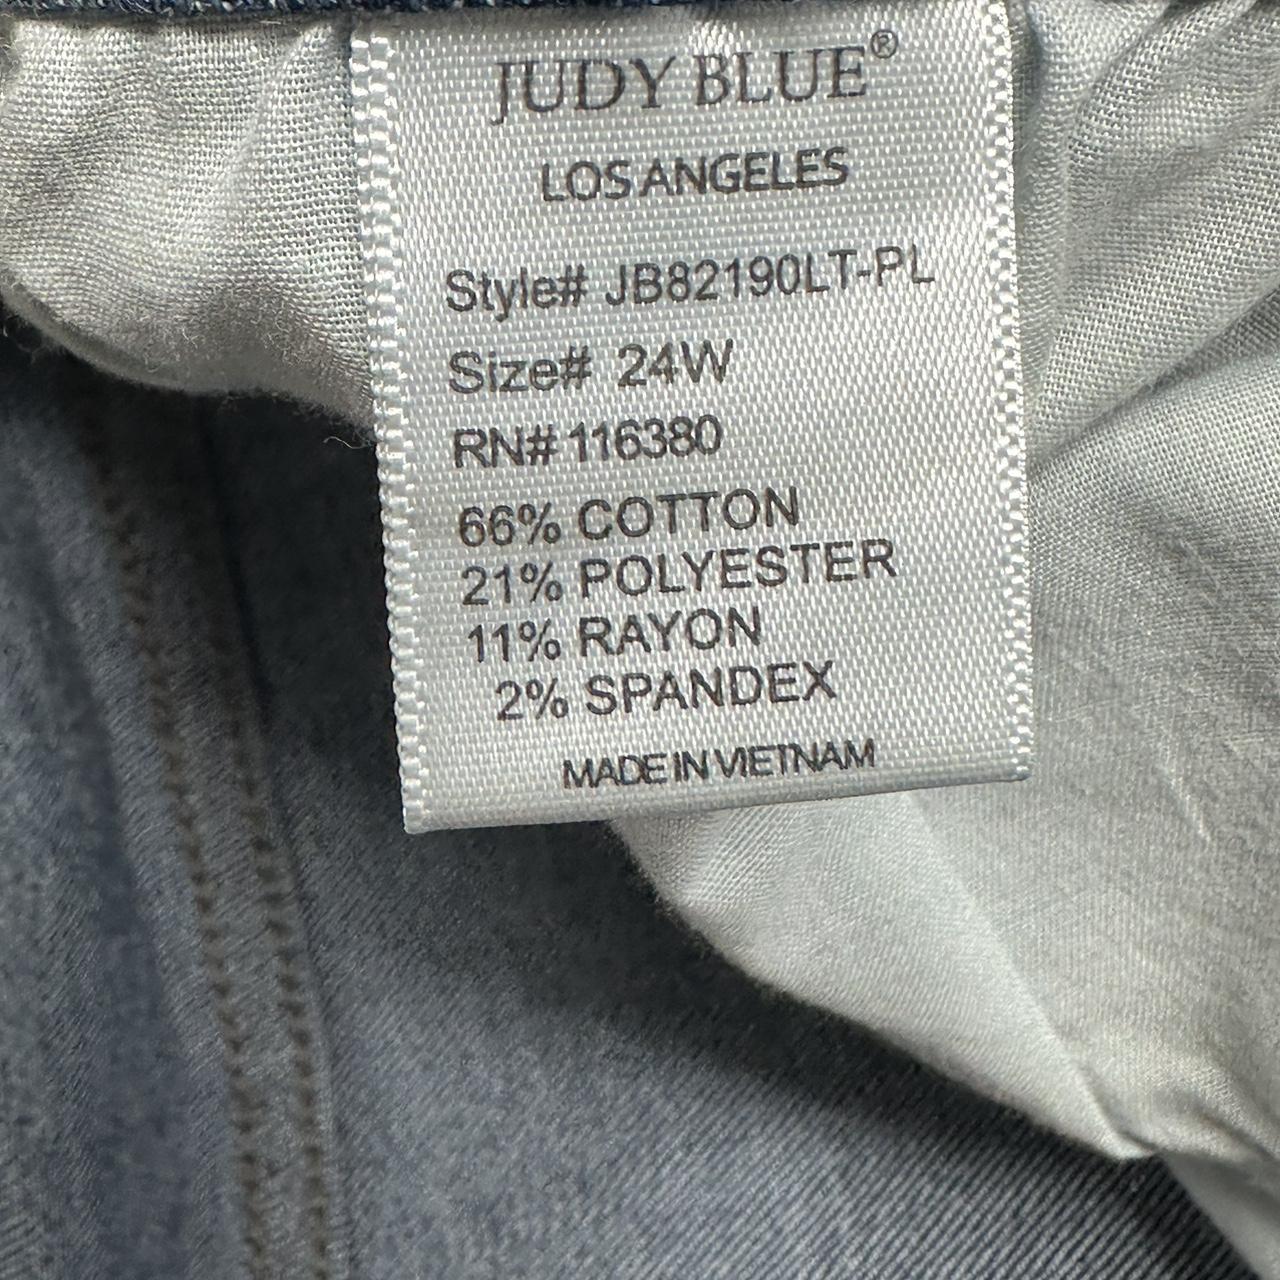 JUDY BLUE®
LOS ANGELES
Style# JB82190LT-PL
Size# 24W
RN# 116380
66% COTTON
21% POLYESTER
11% RAYON
2% SPANDEX
MADE IN VIETNAM